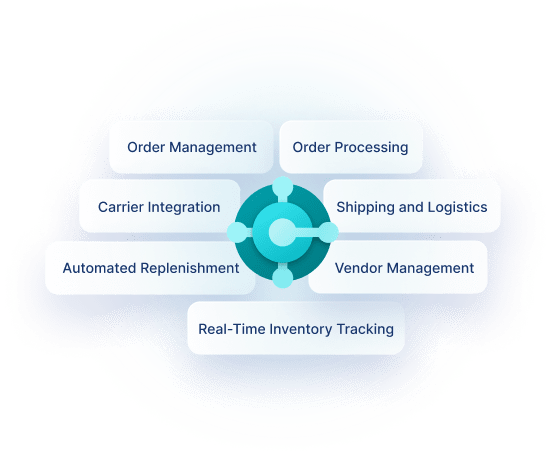 Order Management
Order Processing
Carrier Integration
Shipping and Logistics
Automated Replenishment
Vendor Management
Real-Time Inventory Tracking